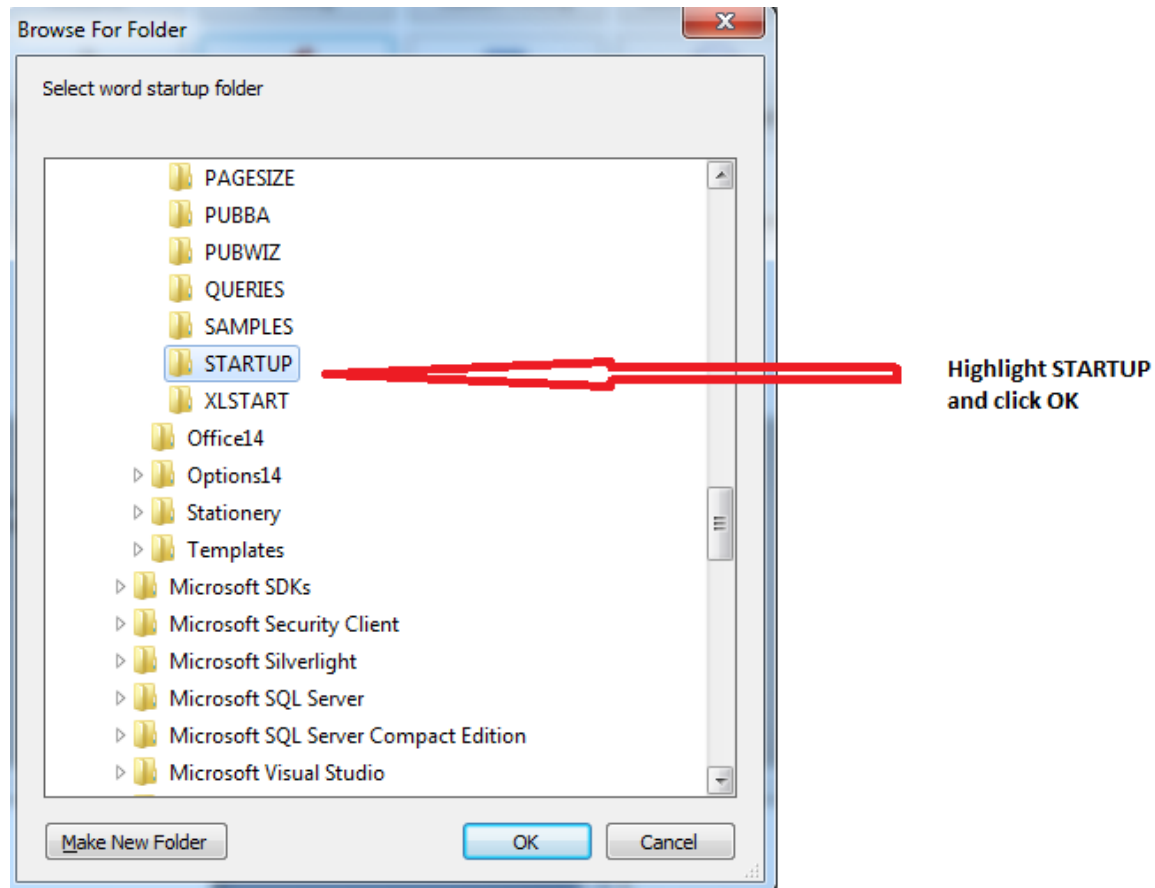 Browse For Folder
Select word startup folder
PAGESIZE
PUBBA
PUBWIZ
QUERIES
SAMPLES
STARTUP
XLSTART
Office14
Options14
Stationery
Templates
Microsoft SDKs
Microsoft Security Client
Microsoft Silverlight
Microsoft SQL Server
Microsoft SQL Server Compact Edition
Microsoft Visual Studio
Make New Folder
OK
Cancel
Highlight STARTUP
and click OK